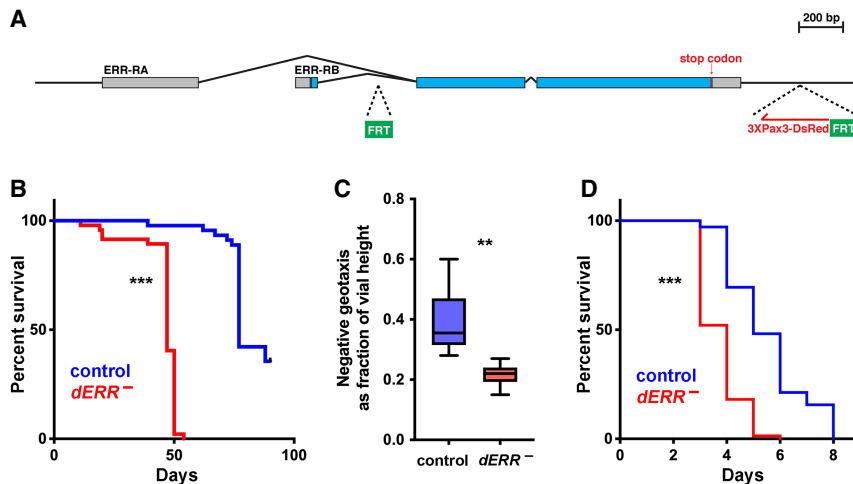 A
200 bp
ERR-RA
ERR-RB
stop codon
FRT
3XPax3-DsRed FRT
B
Percent survival
100
50
0
***
control
dERR⁻
0 50 100
Days
C
Negative geotaxis
as fraction of vial height
0.8
0.6
0.4
0.2
0.0
**
control dERR⁻
D
Percent survival
100
50
0
***
control
dERR⁻
0 2 4 6 8
Days